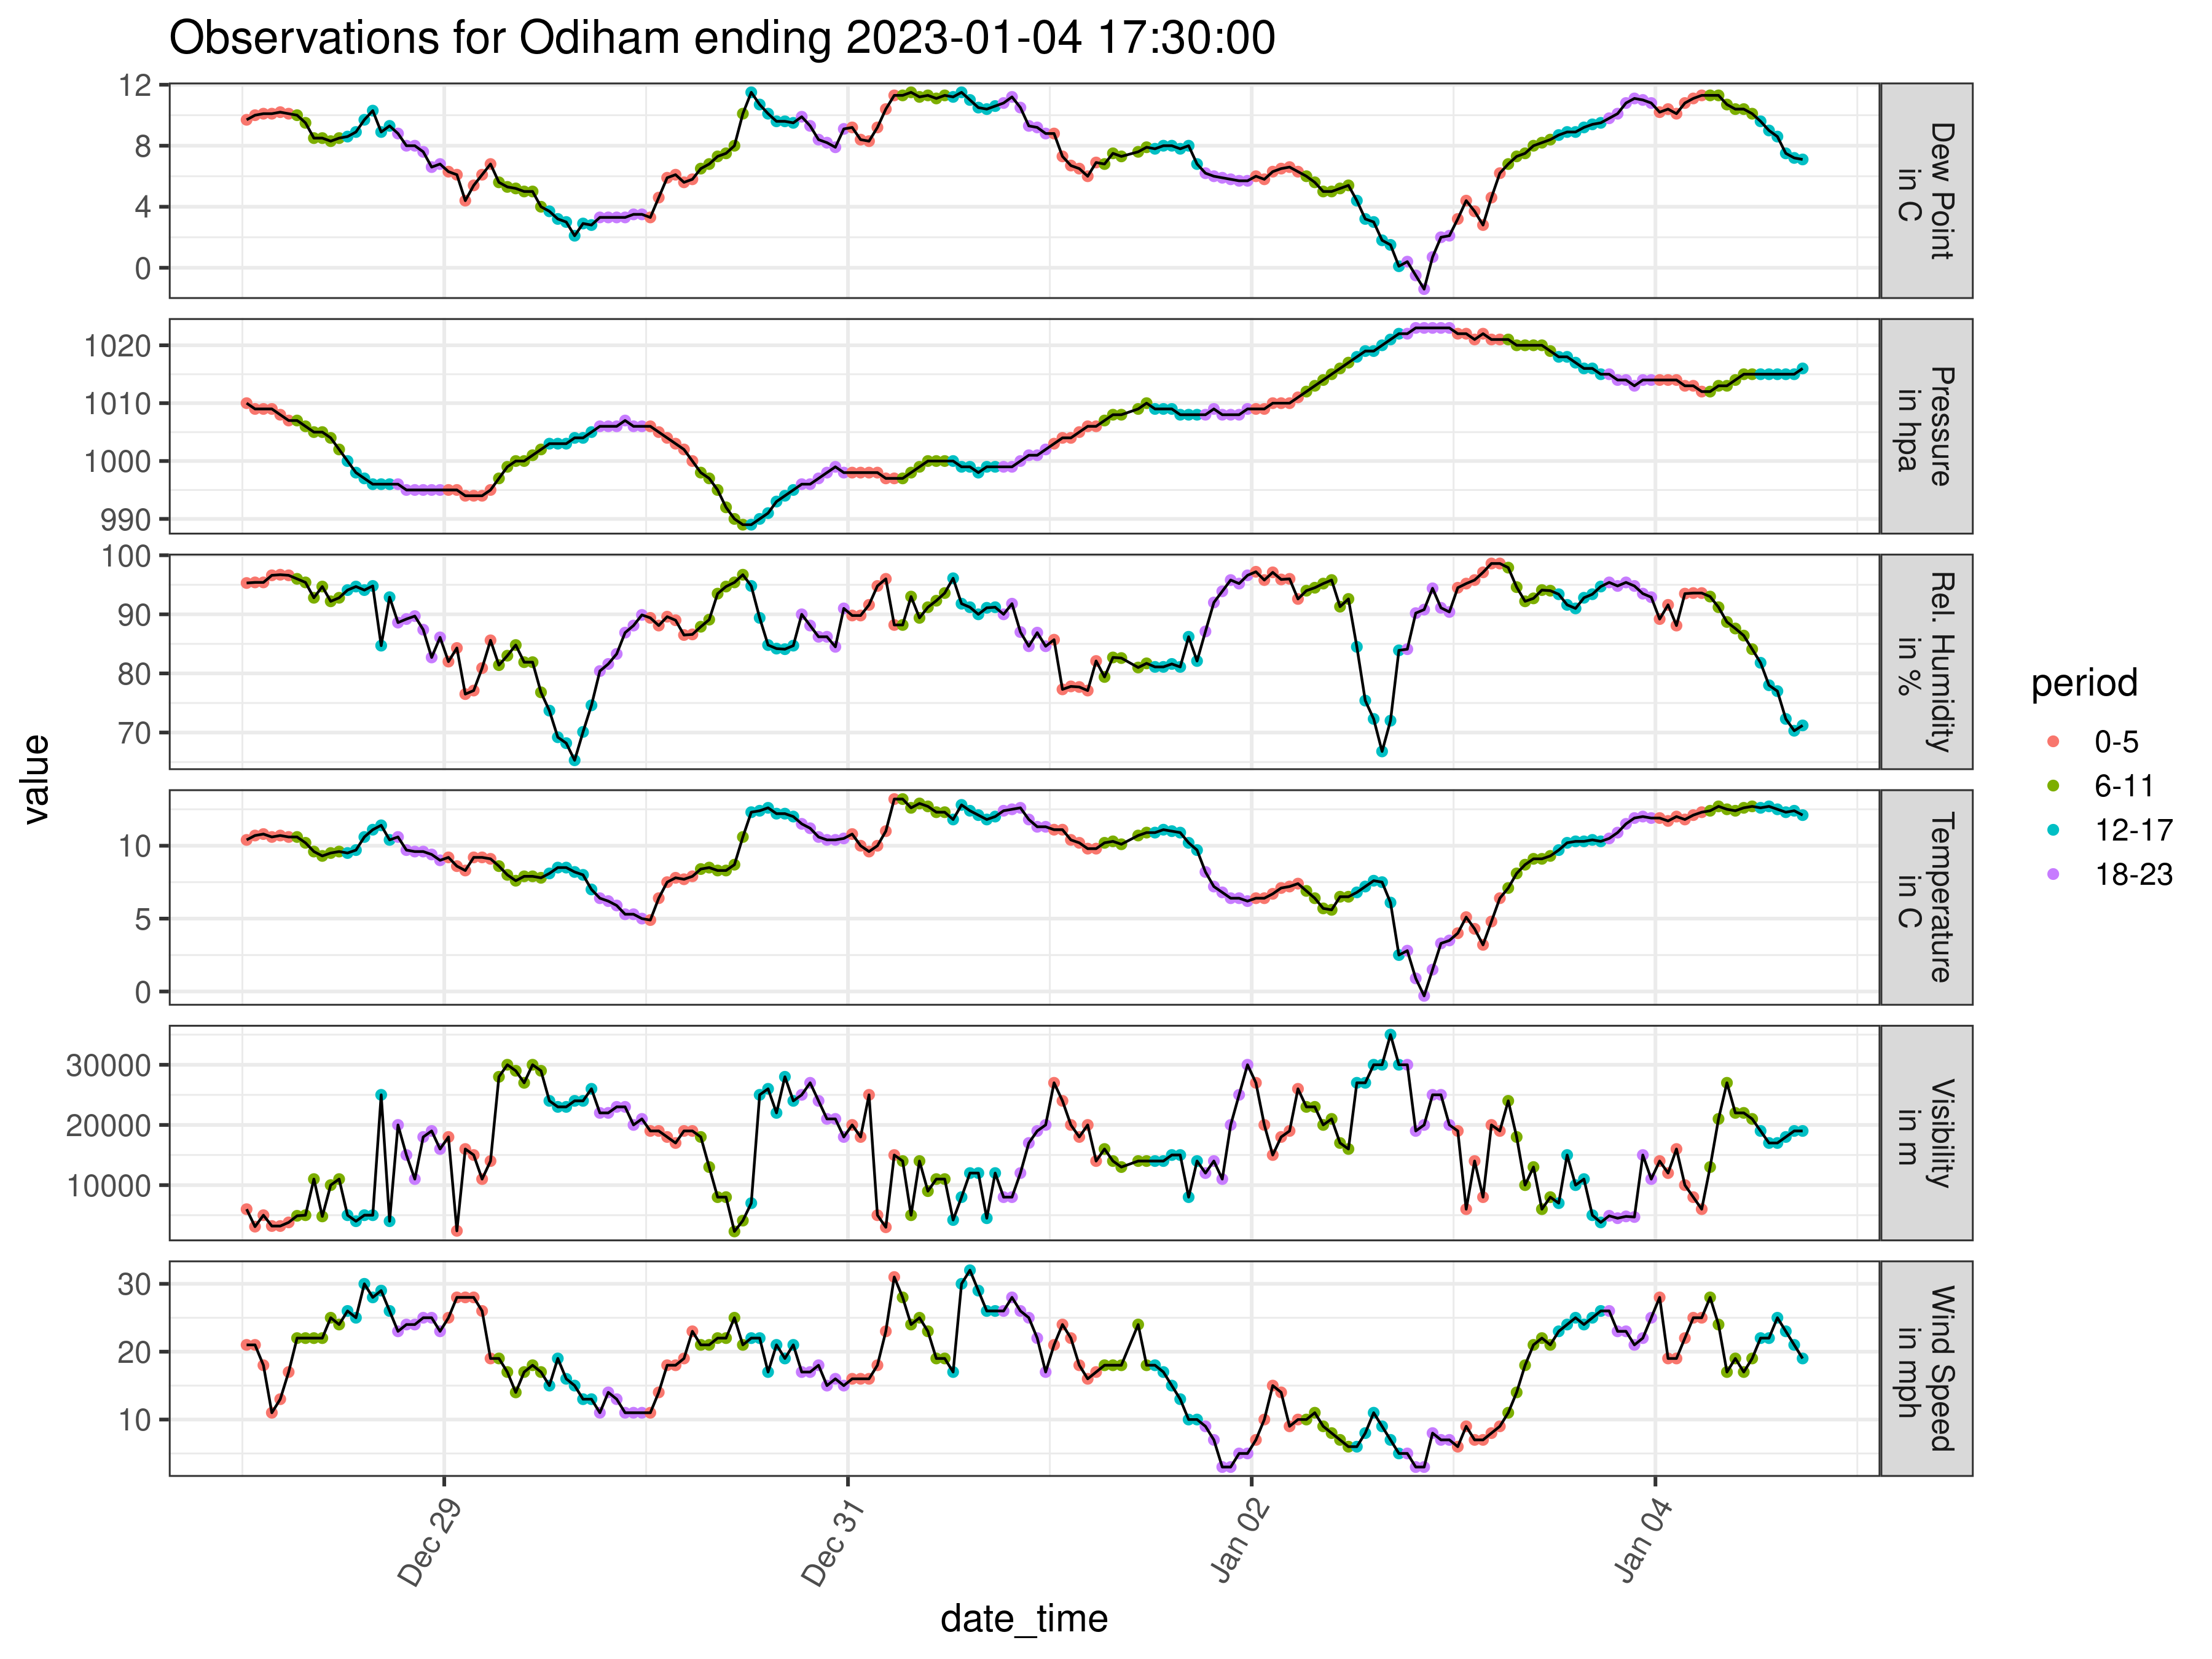 Observations for Odiham ending 2023-01-04 17:30:00
12
8
4
0
Dew Point
in C
1020
1010
1000
990
Pressure
in hpa
100
90
80
70
Rel. Humidity
in %
10
5
0
Temperature
in C
30000
20000
10000
Visibility
in m
30
20
10
Wind Speed
in mph
value
Dec 29
Dec 31
Jan 02
Jan 04
date_time
period
0-5
6-11
12-17
18-23